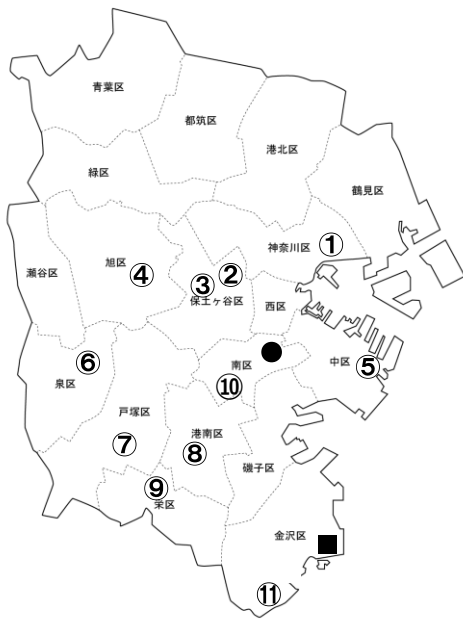 青葉区
都筑区
港北区
緑区
鶴見区
神奈川区 ①
瀬谷区
旭区 ④
③ ②
保土ヶ谷区
西区
⑥
泉区
南区
中区 ⑤
⑩
戸塚区
⑦
港南区
⑧
磯子区
⑨
栄区
金沢区
⑪